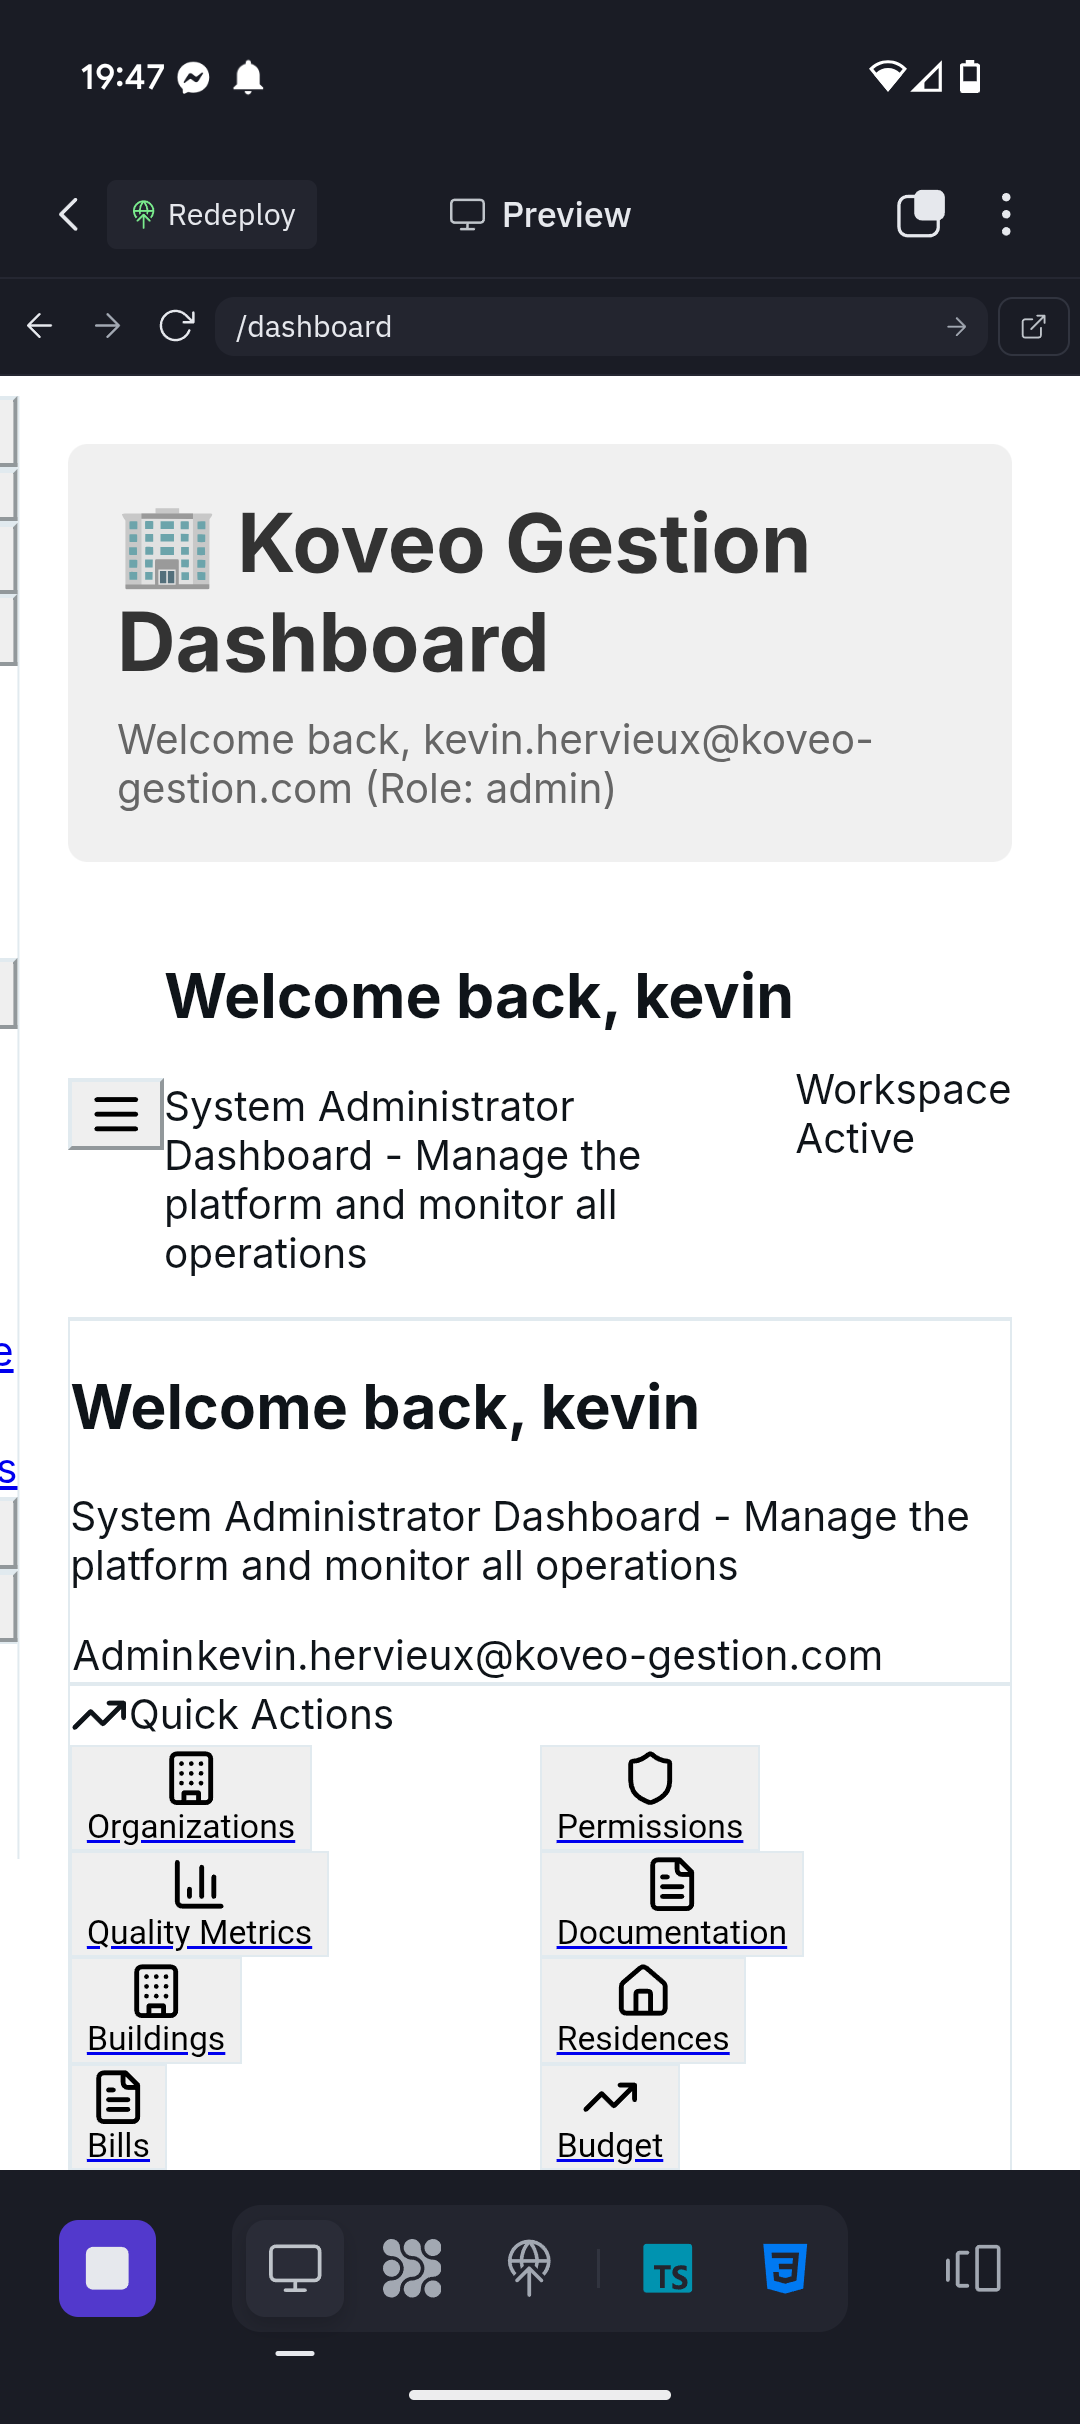 19:47
Redeploy
Preview
/dashboard
🏢 Koveo Gestion
Dashboard
Welcome back, kevin.hervieux@koveo-
gestion.com (Role: admin)
Welcome back, kevin
System Administrator
Dashboard - Manage the
platform and monitor all
operations
Workspace
Active
e
s
Welcome back, kevin
System Administrator Dashboard - Manage the
platform and monitor all operations
Adminkevin.hervieux@koveo-gestion.com
Quick Actions
Organizations
Permissions
Quality Metrics
Documentation
Buildings
Residences
Bills
Budget
TS
3